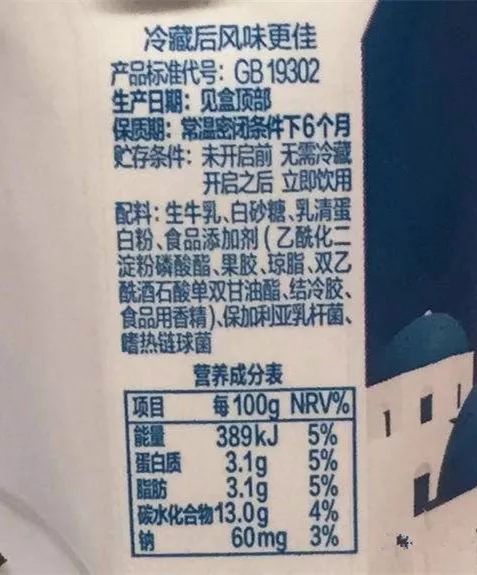 冷藏后风味更佳
产品标准代号：GB 19302
生产日期：见盒顶部
保质期：常温密闭条件下6个月
贮存条件：未开启前 无需冷藏
开启之后 立即饮用
配料：生牛乳、白砂糖、乳清蛋
白粉、食品添加剂（乙酰化二
淀粉磷酸酯、果胶、琼脂、双乙
酰酒石酸单双甘油酯、结冷胶、
食品用香精）、保加利亚乳杆菌、
嗜热链球菌
营养成分表
项目 每100g NRV%
能量 389kJ 5%
蛋白质 3.1g 5%
脂肪 3.1g 5%
碳水化合物 13.0g 4%
钠 60mg 3%